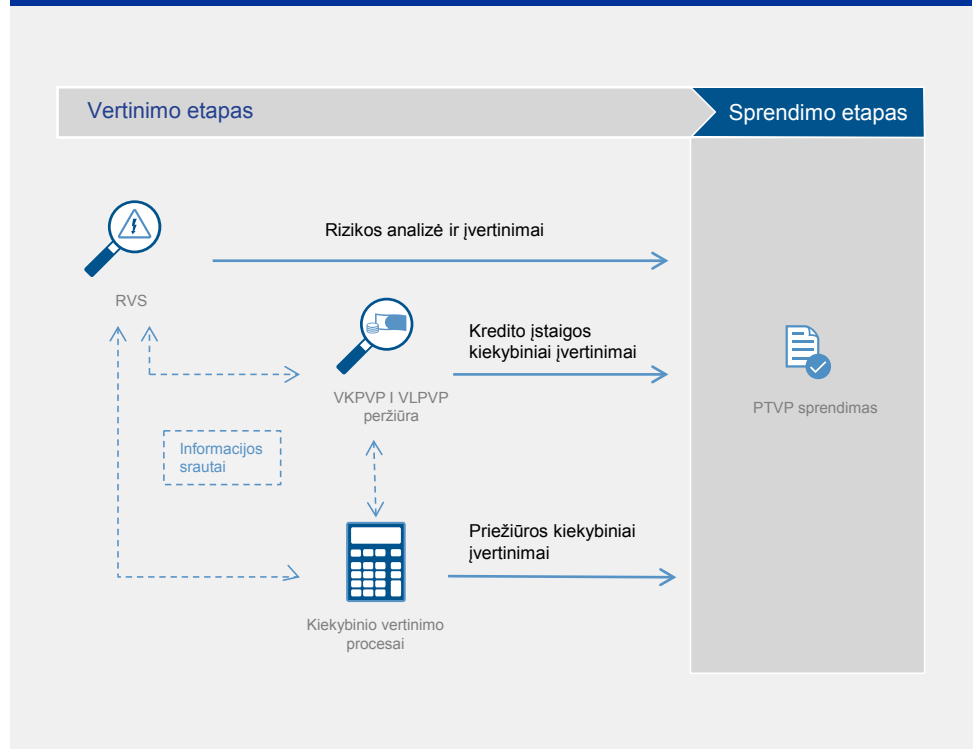 Vertinimo etapas
Sprendimo etapas
Rizikos analizė ir įvertinimai
RVS
Kredito įstaigos
kiekybiniai įvertinimai
VKPVP I VLPVP
peržiūra
PTVP sprendimas
Informacijos
srautai
Priežiūros kiekybiniai
įvertinimai
Kiekybinio vertinimo
procesai